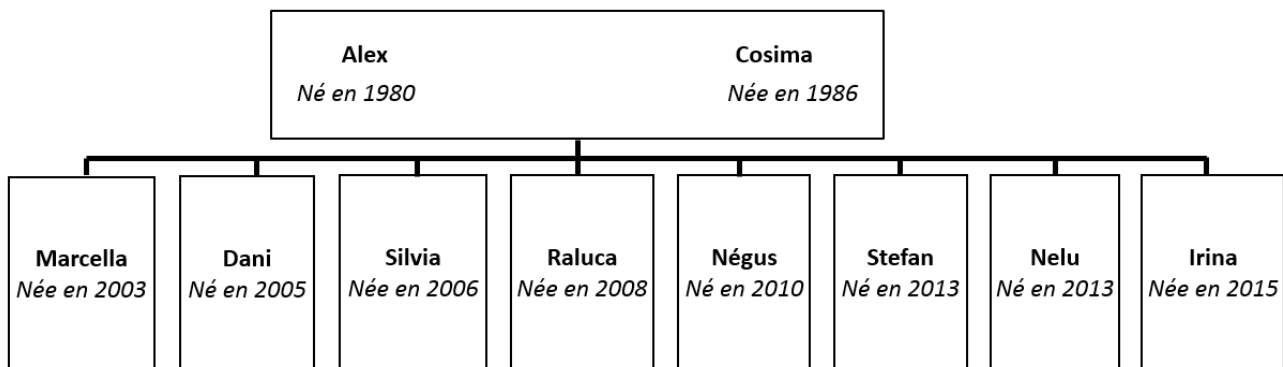 Alex Cosima
Né en 1980 Née en 1986
Marcella Dani Silvia Raluca Négus Stefan Nelu Irina
Née en 2003 Né en 2005 Née en 2006 Née en 2008 Né en 2010 Né en 2013 Né en 2013 Née en 2015